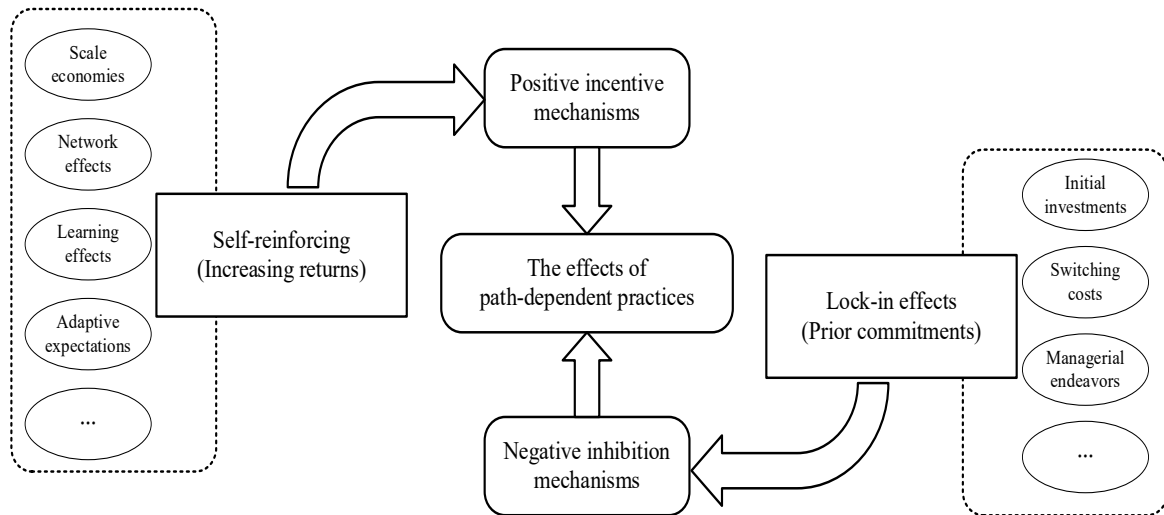 Scale
economies
Network
effects
Learning
effects
Adaptive
expectations
...
Self-reinforcing
(Increasing returns)
Positive incentive
mechanisms
The effects of
path-dependent practices
Negative inhibition
mechanisms
Lock-in effects
(Prior commitments)
Initial
investments
Switching
costs
Managerial
endeavors
...